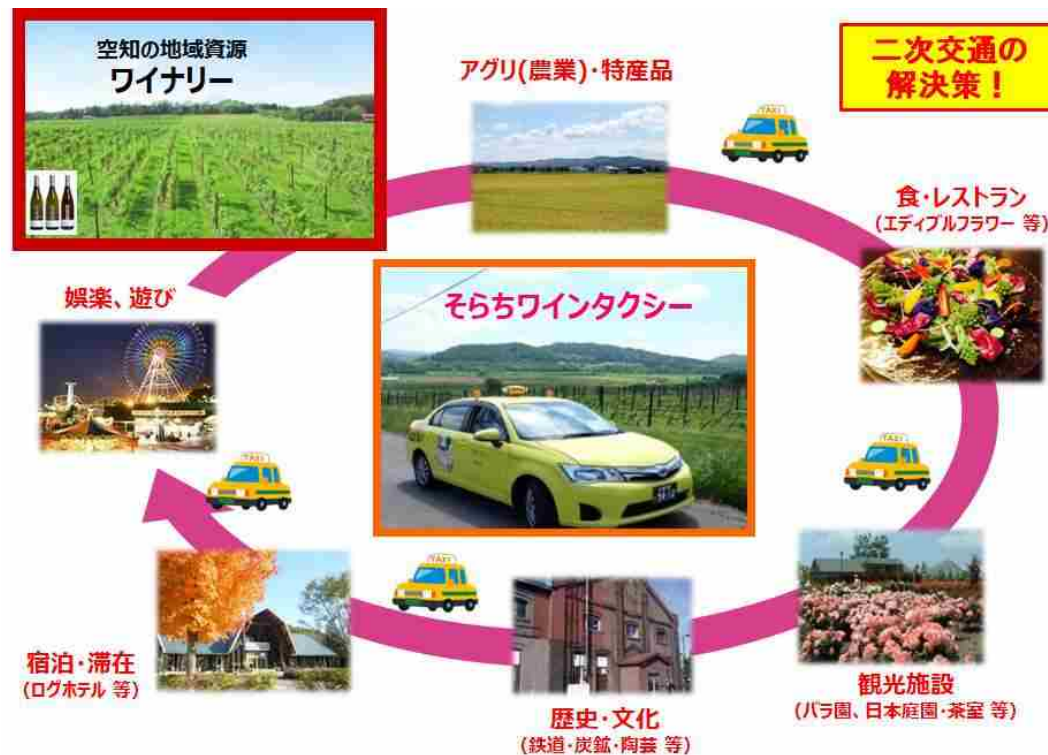 空知の地域資源
ワイナリー
アグリ(農業)・特産品
二次交通の
解決策！
食・レストラン
(エディブルフラワー 等)
娯楽、遊び
そらちワインタクシー
宿泊・滞在
(ログホテル 等)
歴史・文化
(鉄道・炭鉱・陶芸 等)
観光施設
(バラ園、日本庭園・茶室 等)
TAXI
TAXI
TAXI
TAXI